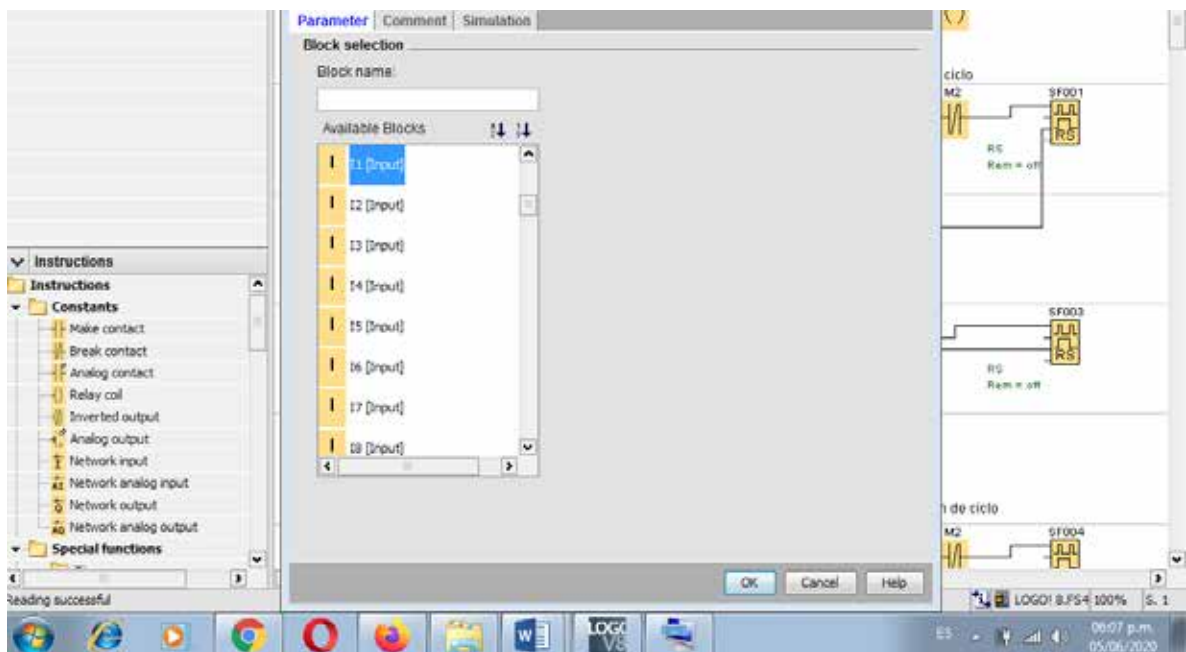 Parameter Comment Simulation
Block selection
Block name:
Available Blocks
I I1 [Input]
I I2 [Input]
I I3 [Input]
I I4 [Input]
I I5 [Input]
I I6 [Input]
I I7 [Input]
I I8 [Input]
OK Cancel Help
Instructions
Instructions
Constants
Make contact
Break contact
Analog contact
Relay coil
Inverted output
Analog output
Network input
Network analog input
Network output
Network analog output
Special functions
Reading successful
ciclo
M2 SF001
RS
RS
Rem = off
SF003
RS
RS
Rem = off
n de ciclo
M2 SF004
LOGO! 8.FS4 100% S. 1
ES 06:07 p.m.
05/06/2020